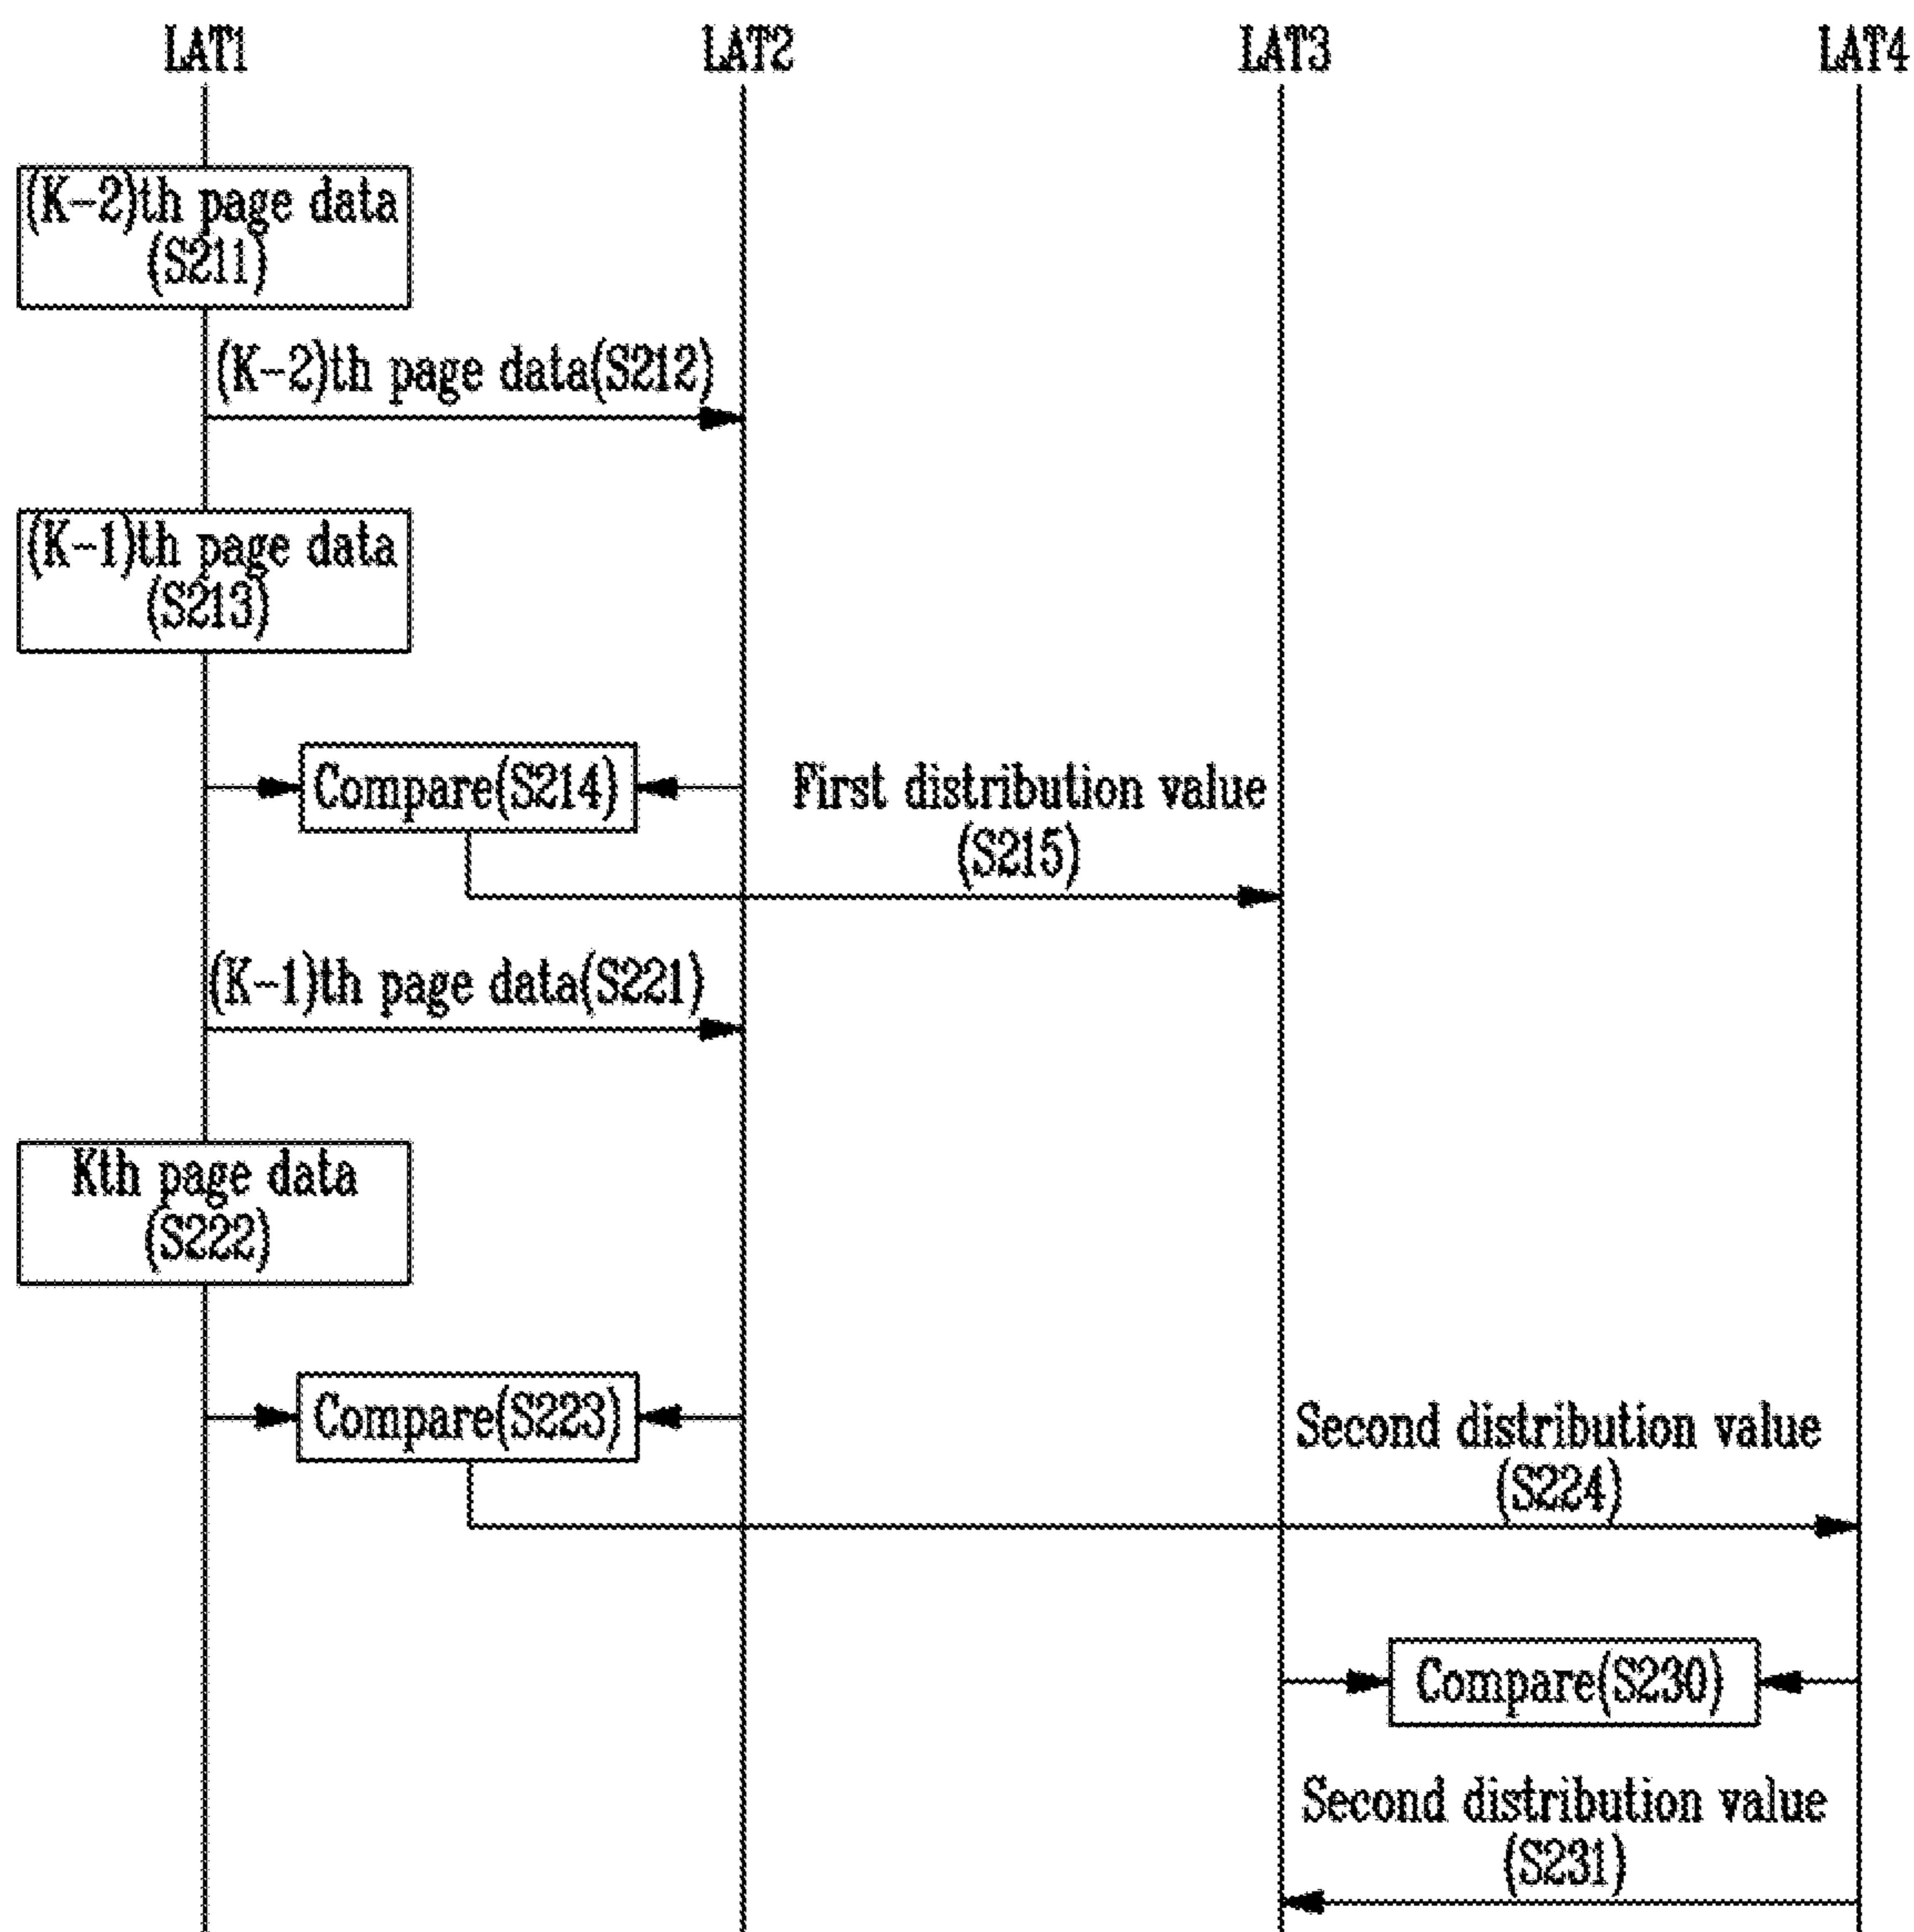 LAT1
LAT2
LAT3
LAT4
(K-2)th page data
(S211)
(K-2)th page data(S212)
(K-1)th page data
(S213)
Compare(S214)
First distribution value
(S215)
(K-1)th page data(S221)
Kth page data
(S222)
Compare(S223)
Second distribution value
(S224)
Compare(S230)
Second distribution value
(S231)